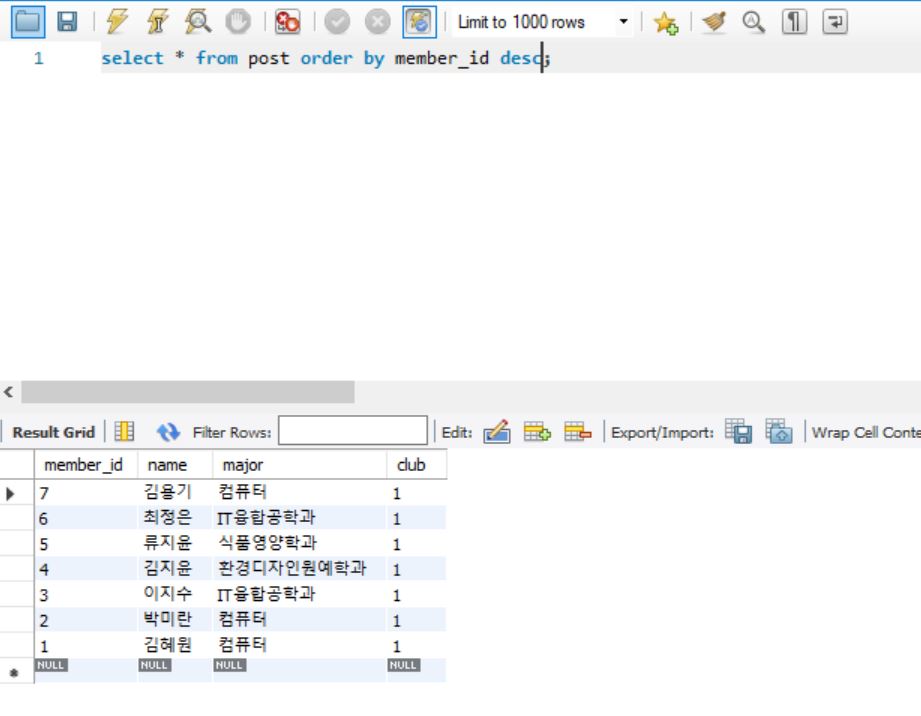 Limit to 1000 rows
1 select * from post order by member_id desc;
Result Grid Filter Rows: Edit: Export/Import: Wrap Cell Conte
member_id name major club
7 김용기 컴퓨터 1
6 최정은 IT융합공학과 1
5 류지윤 식품영양학과 1
4 김지윤 환경디자인원예학과 1
3 이지수 IT융합공학과 1
2 박미란 컴퓨터 1
1 김혜원 컴퓨터 1
NULL NULL NULL NULL